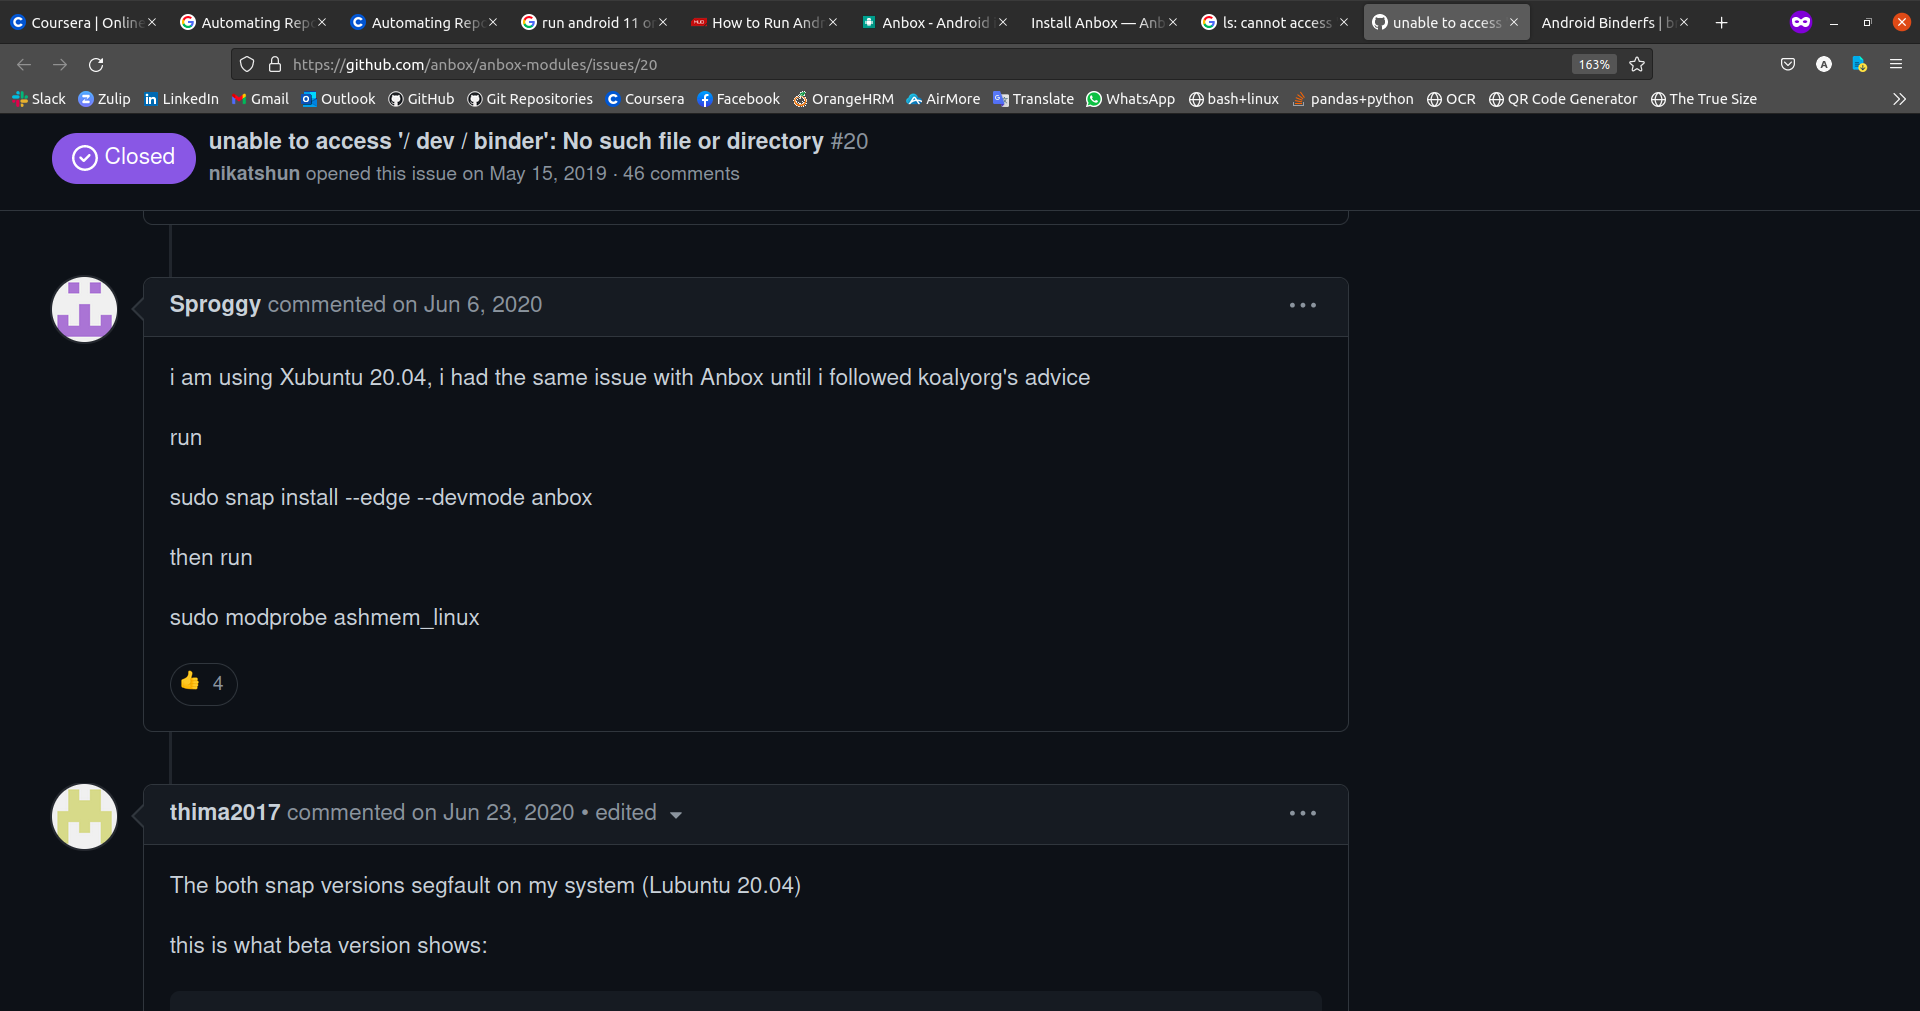 Coursera | Online
Automating Rep
Automating Rep
run android 11 o
How to Run Andr
Anbox - Android
Install Anbox — Anb
ls: cannot access
unable to access
Android Binderfs | b
https://github.com/anbox/anbox-modules/issues/20
163%
Slack
Zulip
LinkedIn
Gmail
Outlook
GitHub
Git Repositories
Coursera
Facebook
OrangeHRM
AirMore
Translate
WhatsApp
bash+linux
pandas+python
OCR
QR Code Generator
The True Size
Closed
unable to access '/ dev / binder': No such file or directory #20
nikatshun opened this issue on May 15, 2019 · 46 comments
Sproggy commented on Jun 6, 2020
i am using Xubuntu 20.04, i had the same issue with Anbox until i followed koalyorg's advice
run
sudo snap install --edge --devmode anbox
then run
sudo modprobe ashmem_linux
👍 4
thima2017 commented on Jun 23, 2020 • edited
The both snap versions segfault on my system (Lubuntu 20.04)
this is what beta version shows: